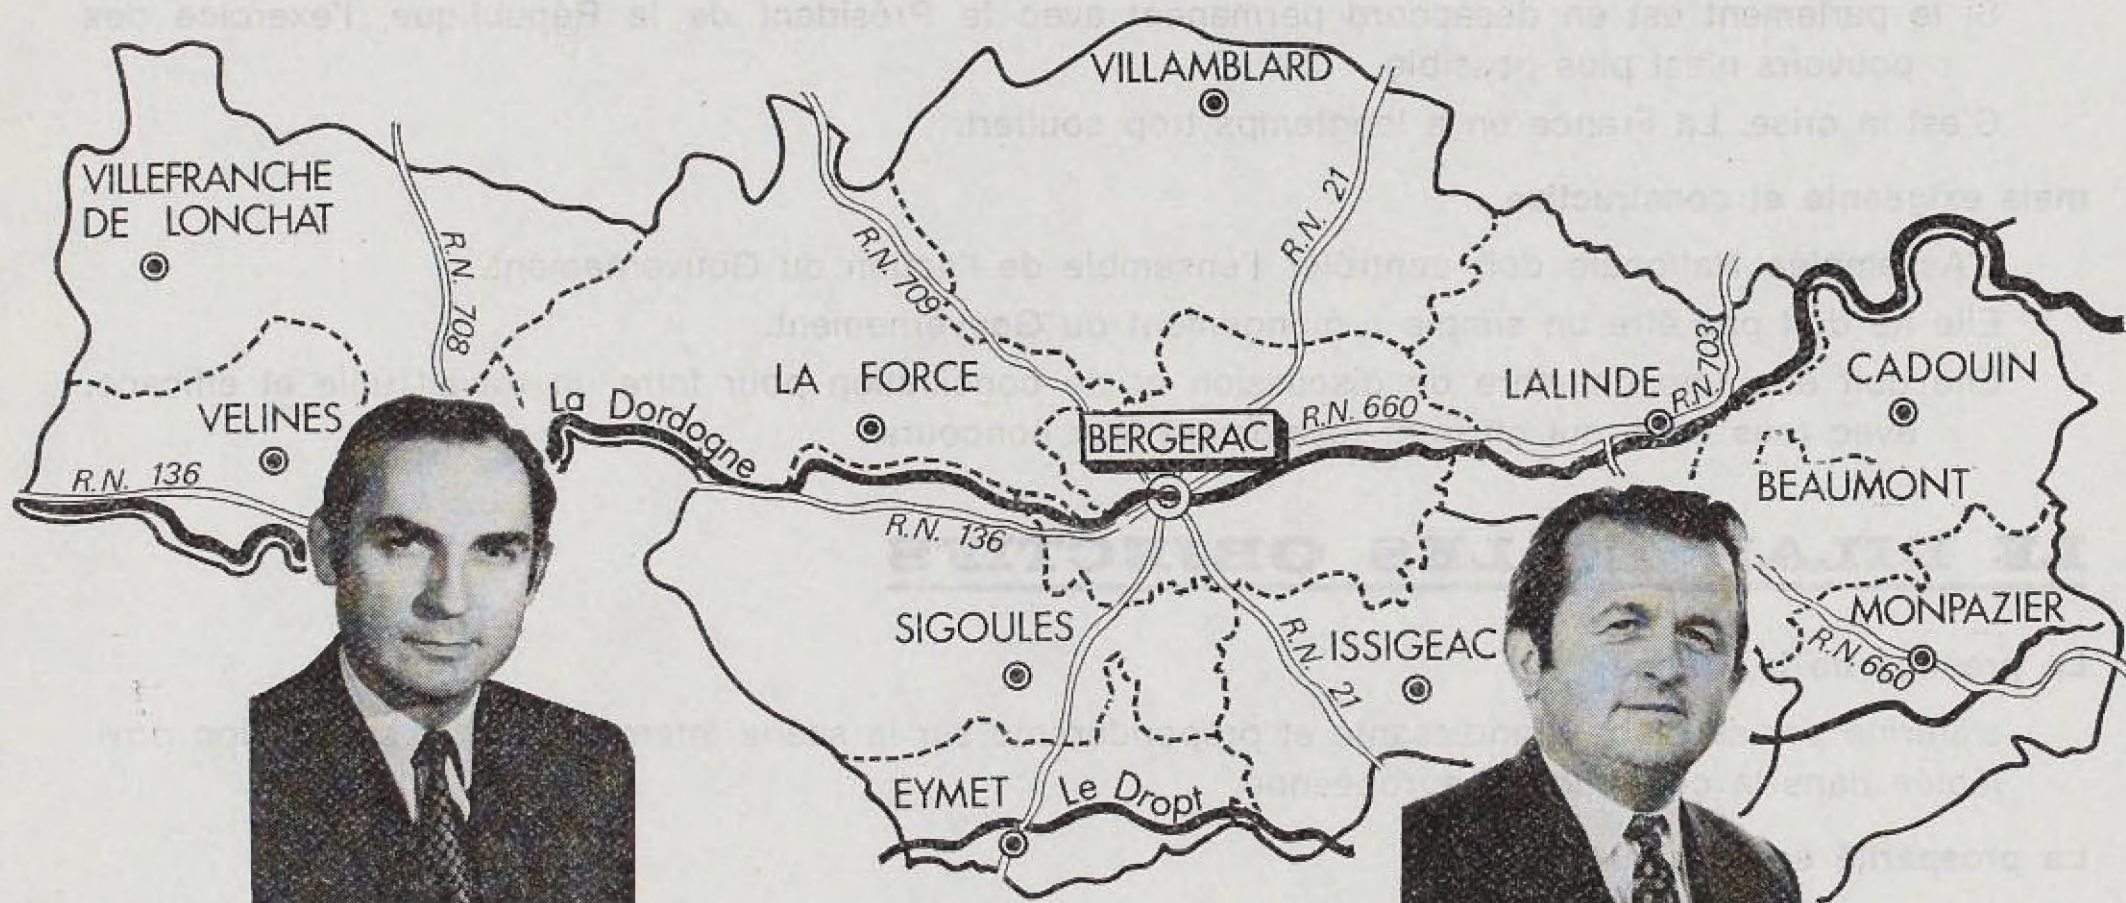 VILLAMBLARD
VILLEFRANCHE
DE LONCHAT
R.N. 708
R.N. 709
R.N. 21
VELINES
La Dordogne
LA FORCE
BERGERAC
R.N. 660
LALINDE
R.N. 703
CADOUIN
BEAUMONT
R.N. 136
R.N. 136
SIGOULES
R.N. 21
ISSIGEAC
MONPAZIER
R.N. 660
EYMET
Le Dropt